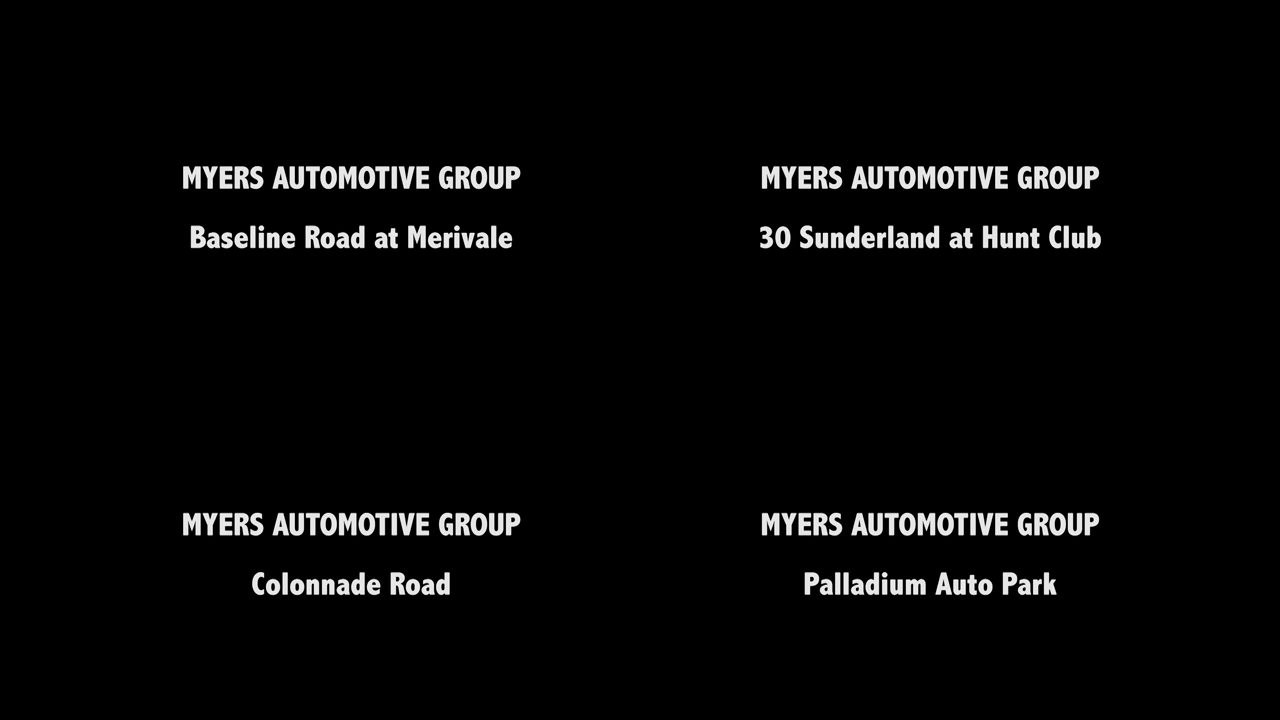 MYERS AUTOMOTIVE GROUP
Baseline Road at Merivale
MYERS AUTOMOTIVE GROUP
30 Sunderland at Hunt Club
MYERS AUTOMOTIVE GROUP
Colonnade Road
MYERS AUTOMOTIVE GROUP
Palladium Auto Park